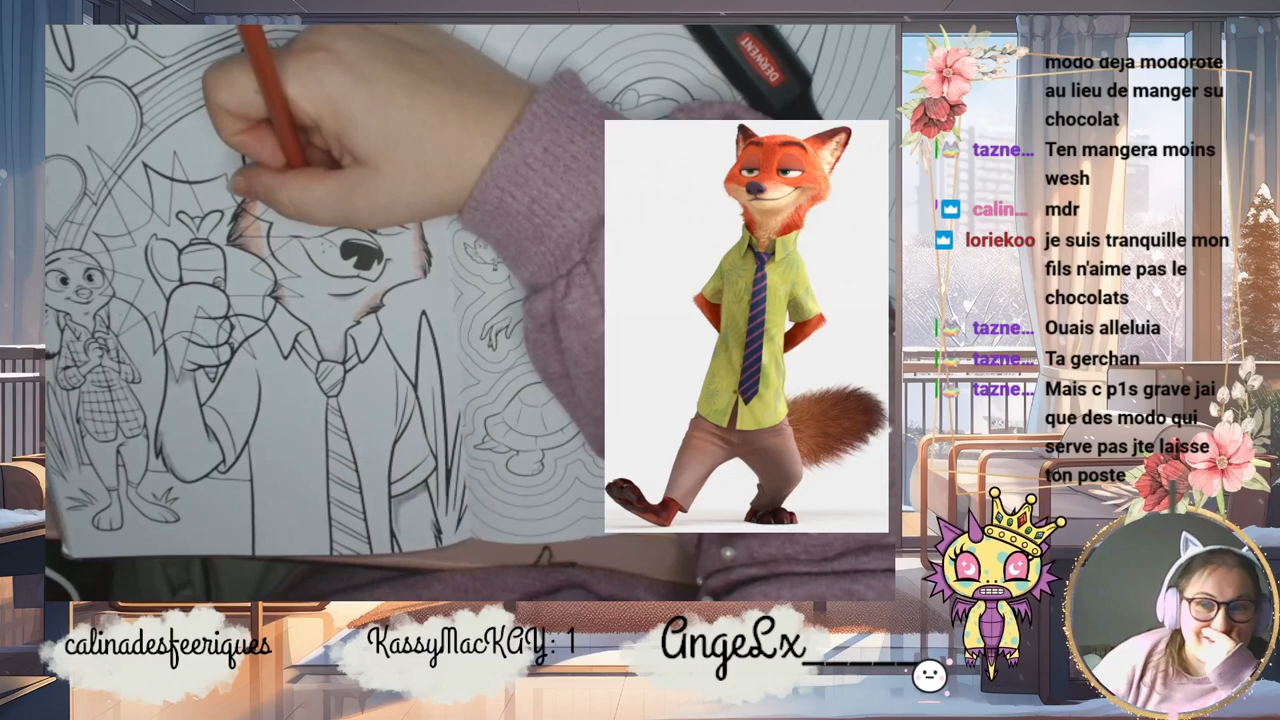 DERWENT
modo deja modorote
au lieu de manger su
chocolat
tazne... Ten mangera moins
wesh
calin... mdr
loriekoo je suis tranquille mon
fils n'aime pas le
chocolats
tazne... Ouais alleluia
tazne... Ta gerchan
tazne... Mais c p1s grave jai
que des modo qui
serve pas jte laisse
ton poste
calinadesfeeriques
KassyMacKAY: 1
AngeLx_______